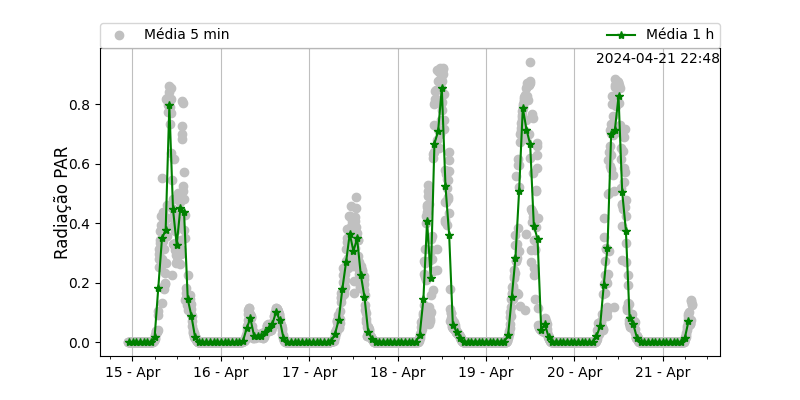 Média 5 min
Média 1 h
2024-04-21 22:48
Radiação PAR
0.8
0.6
0.4
0.2
0.0
15 - Apr
16 - Apr
17 - Apr
18 - Apr
19 - Apr
20 - Apr
21 - Apr